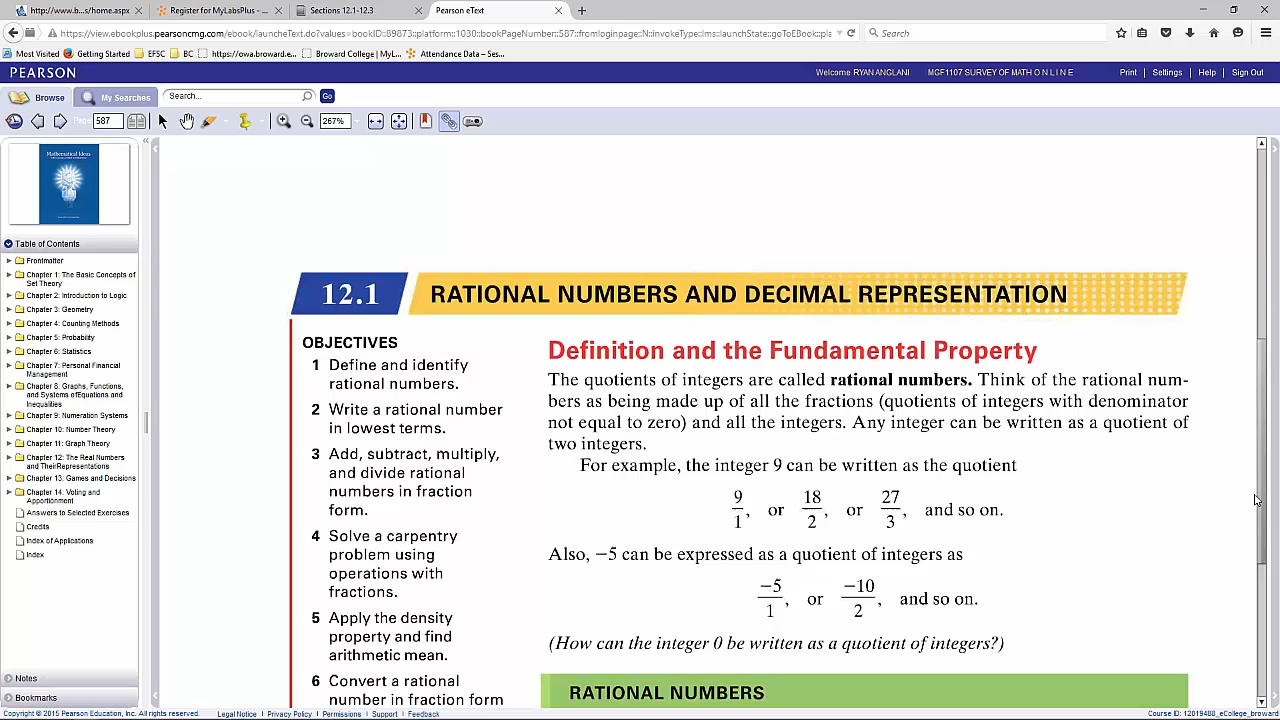 http://www.b.../home.aspx
Register for MyLabsPlus - ...
Sections 12.1-12.3
Pearson eText
https://view.ebookplus.pearsoncmg.com/ebook/launcheText.do?values=bookID::89873::platform::1030::bookPageNumber::587::fromloginpage::N::invokeType::lms::launchState::goToEBook::pla
Search
Most Visited
Getting Started
EFSC
BC
https://owa.broward.e...
Broward College | MyL...
Attendance Data – Ses...
PEARSON
Welcome RYAN ANGLANI
MGF1107 SURVEY OF MATH O N L I N E
Print
Settings
Help
Sign Out
Browse
My Searches
Search...
Go
Page
587
267%
Mathematical Ideas
Table of Contents
Frontmatter
Chapter 1: The Basic Concepts of
Set Theory
Chapter 2: Introduction to Logic
Chapter 3: Geometry
Chapter 4: Counting Methods
Chapter 5: Probability
Chapter 6: Statistics
Chapter 7: Personal Financial
Management
Chapter 8: Graphs, Functions,
and Systems of Equations and
Inequalities
Chapter 9: Numeration Systems
Chapter 10: Number Theory
Chapter 11: Graph Theory
Chapter 12: The Real Numbers
and TheirRepresentations
Chapter 13: Games and Decisions
Chapter 14: Voting and
Apportionment
Answers to Selected Exercises
Credits
Index of Applications
Index
Notes
Bookmarks
12.1 RATIONAL NUMBERS AND DECIMAL REPRESENTATION
OBJECTIVES
1 Define and identify
rational numbers.
2 Write a rational number
in lowest terms.
3 Add, subtract, multiply,
and divide rational
numbers in fraction
form.
4 Solve a carpentry
problem using
operations with
fractions.
5 Apply the density
property and find
arithmetic mean.
6 Convert a rational
number in fraction form
Definition and the Fundamental Property
The quotients of integers are called rational numbers. Think of the rational num-
bers as being made up of all the fractions (quotients of integers with denominator
not equal to zero) and all the integers. Any integer can be written as a quotient of
two integers.
For example, the integer 9 can be written as the quotient
9/1, or 18/2, or 27/3, and so on.
Also, −5 can be expressed as a quotient of integers as
−5/1, or −10/2, and so on.
(How can the integer 0 be written as a quotient of integers?)
RATIONAL NUMBERS
Copyright © 2015 Pearson Education, Inc. All rights reserved.
Legal Notice | Privacy Policy | Permissions | Support | Feedback
Course ID: 12019488_eCollege_broward